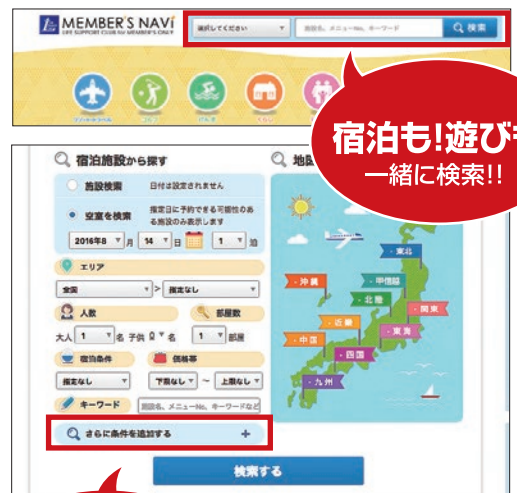 MEMBER'S NAVi
LIFE SUPPORT CLUB for MEMBER'S ONLY
選択してください
施設名、メニューNo、キーワード
検索
宿泊も!遊びも
一緒に検索!!
宿泊施設から探す
施設検索 日付は設定されません
空室を検索 指定日に予約できる可能性のある施設のみ表示します
2016年8 月 14 日 1 泊
エリア
全国 > 指定なし
人数 部屋数
大人 1 名 子供 0 名 1 部屋
宿泊条件 価格帯
指定なし 下限なし ~ 上限なし
キーワード 施設名、メニューNo、キーワードなど
さらに条件を追加する +
検索する
地図
東北
沖縄
甲信越
北陸
関東
近畿
東海
中国
四国
九州